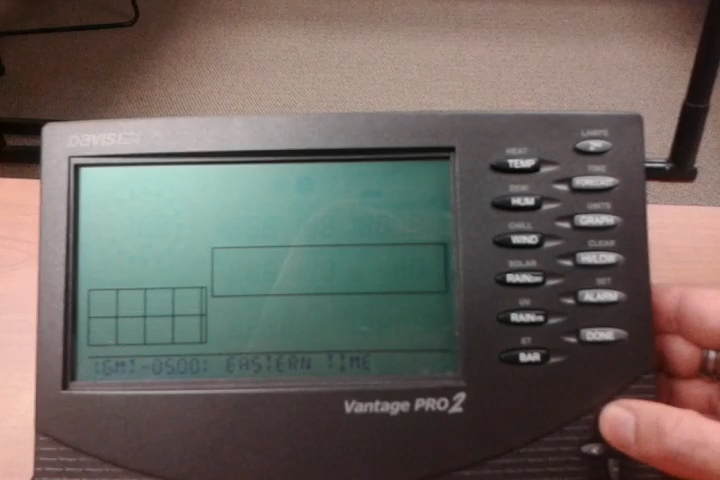 DAVIS
LAMPS
HEAT
2ND
TEMP
TIME
DEW
FORECAST
HUM
UNITS
CHILL
GRAPH
WIND
CLEAR
SOLAR
HI/LOW
RAIN
SET
UV
ALARM
RAIN
ET
DONE
BAR
(GMT-0500) EASTERN TIME
Vantage PRO2